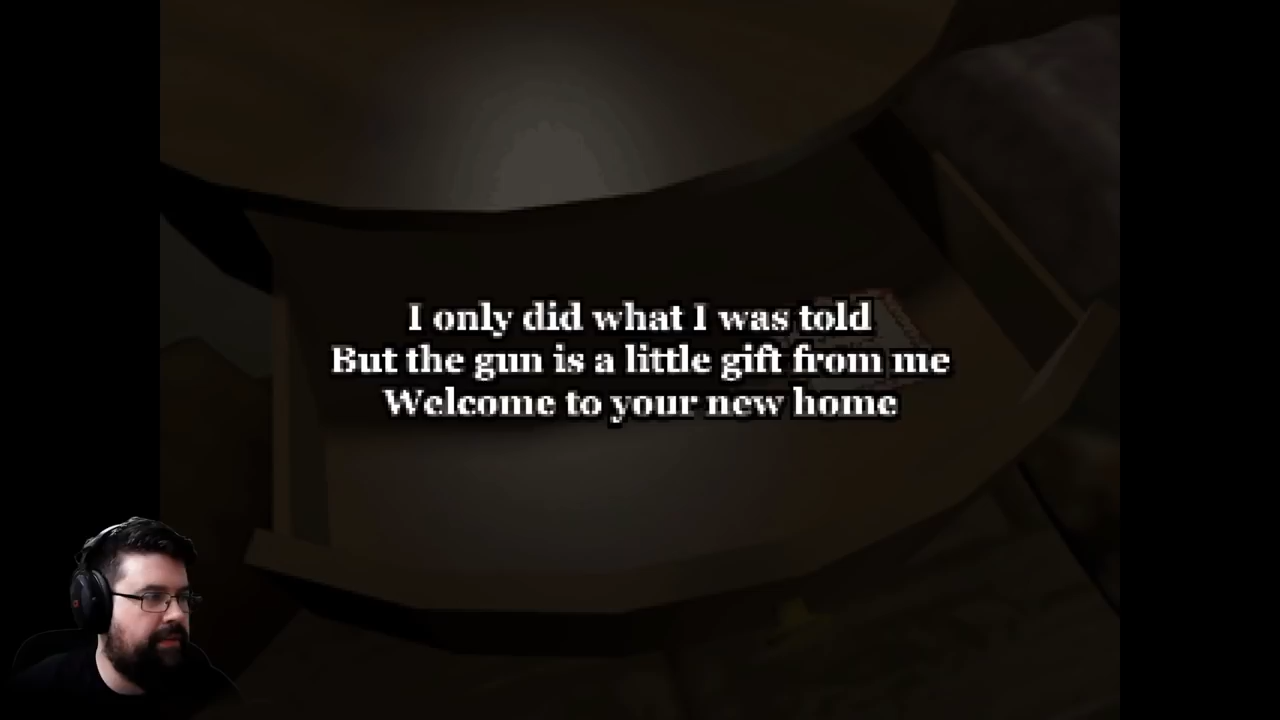 I only did what I was told
But the gun is a little gift from me
Welcome to your new home